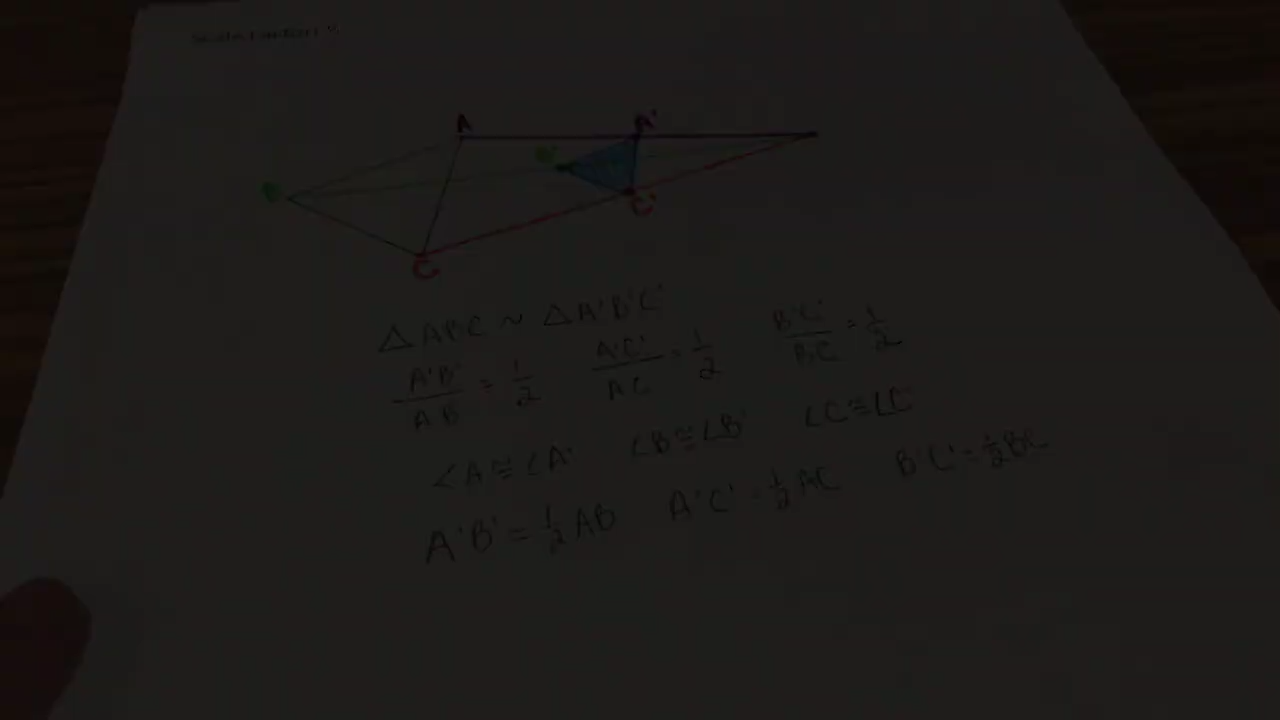 A A'
B B'
C'
C
△ABC ~ △A'B'C'
A'B'/AB = 1/2 A'C'/AC = 1/2 B'C'/BC = 1/2
∠A ≅ ∠A' ∠B ≅ ∠B' ∠C ≅ ∠C'
A'B' = 1/2 AB A'C' = 1/2 AC B'C' = 1/2 BC